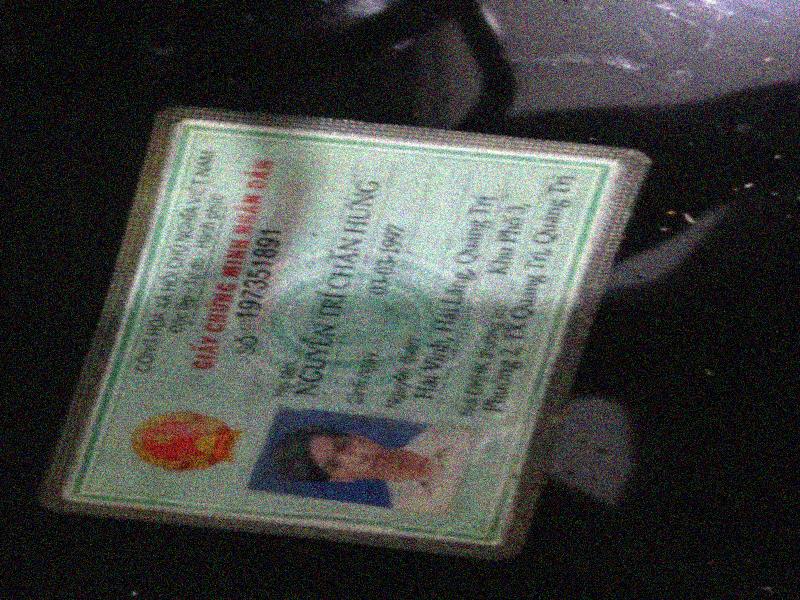 CỘNG HÒA XÃ HỘI CHỦ NGHĨA VIỆT NAM
Độc lập - Tự do - Hạnh phúc
GIẤY CHỨNG MINH NHÂN DÂN
SỐ 197351891
Họ tên
NGUYỄN TRÍ CHẤN HƯNG
Sinh ngày 01-03-1997
Nguyên quán
Hải Vĩnh, Hải Lăng, Quảng Trị
Nơi ĐKHK thường trú Khu Phố 1,
Phường 2, TX Quảng Trị, Quảng Trị